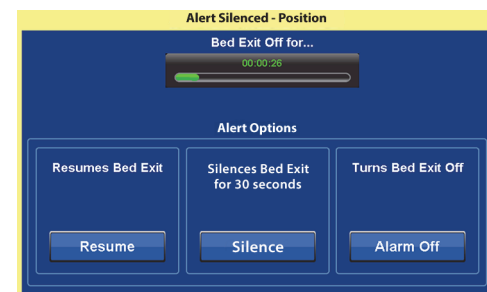 Alert Silenced - Position
Bed Exit Off for...
00:00:26
Alert Options
Resumes Bed Exit
Silences Bed Exit
for 30 seconds
Turns Bed Exit Off
Resume
Silence
Alarm Off